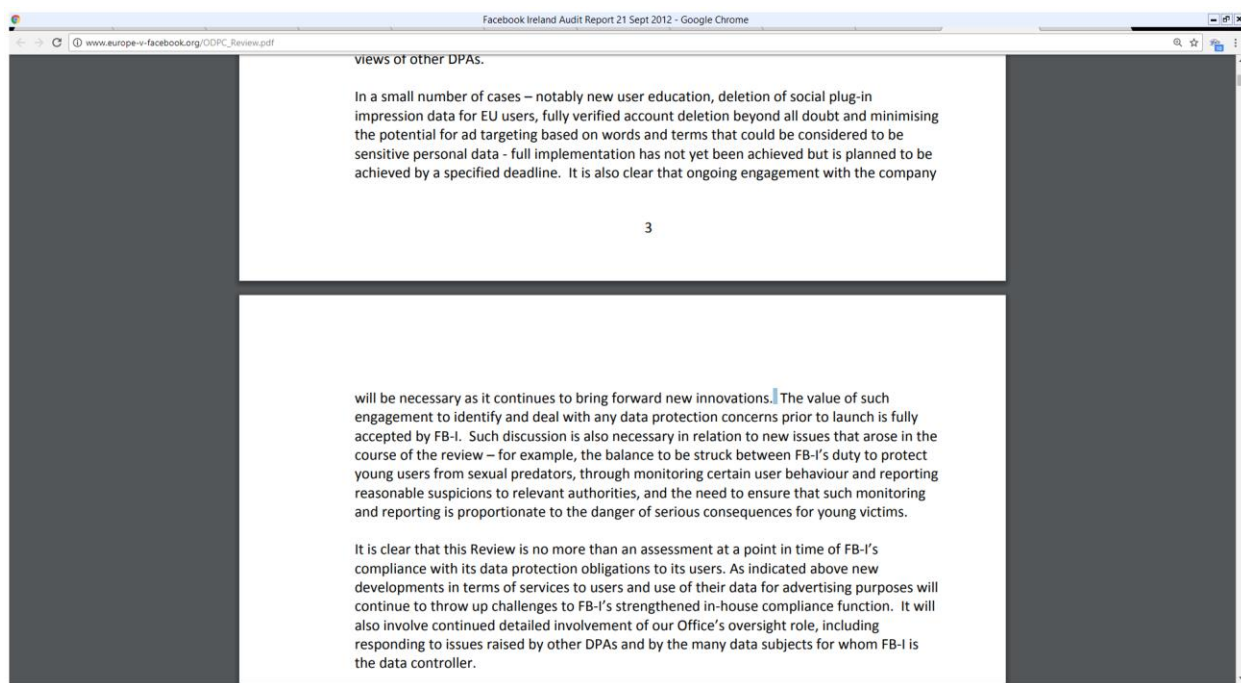 Facebook Ireland Audit Report 21 Sept 2012 - Google Chrome
www.europe-v-facebook.org/ODPC_Review.pdf
views of other DPAs.
In a small number of cases – notably new user education, deletion of social plug-in
impression data for EU users, fully verified account deletion beyond all doubt and minimising
the potential for ad targeting based on words and terms that could be considered to be
sensitive personal data - full implementation has not yet been achieved but is planned to be
achieved by a specified deadline. It is also clear that ongoing engagement with the company
3
will be necessary as it continues to bring forward new innovations. The value of such
engagement to identify and deal with any data protection concerns prior to launch is fully
accepted by FB-I. Such discussion is also necessary in relation to new issues that arose in the
course of the review – for example, the balance to be struck between FB-I's duty to protect
young users from sexual predators, through monitoring certain user behaviour and reporting
reasonable suspicions to relevant authorities, and the need to ensure that such monitoring
and reporting is proportionate to the danger of serious consequences for young victims.
It is clear that this Review is no more than an assessment at a point in time of FB-I's
compliance with its data protection obligations to its users. As indicated above new
developments in terms of services to users and use of their data for advertising purposes will
continue to throw up challenges to FB-I's strengthened in-house compliance function. It will
also involve continued detailed involvement of our Office's oversight role, including
responding to issues raised by other DPAs and by the many data subjects for whom FB-I is
the data controller.